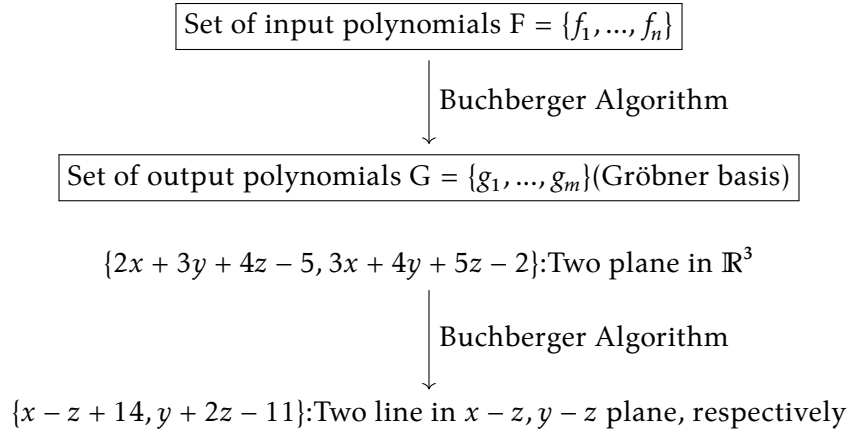 Set of input polynomials F = {f₁, ..., fₙ}
Buchberger Algorithm
Set of output polynomials G = {g₁, ..., gₘ}(Gröbner basis)
{2x + 3y + 4z − 5, 3x + 4y + 5z − 2}:Two plane in ℝ³
Buchberger Algorithm
{x − z + 14, y + 2z − 11}:Two line in x − z, y − z plane, respectively